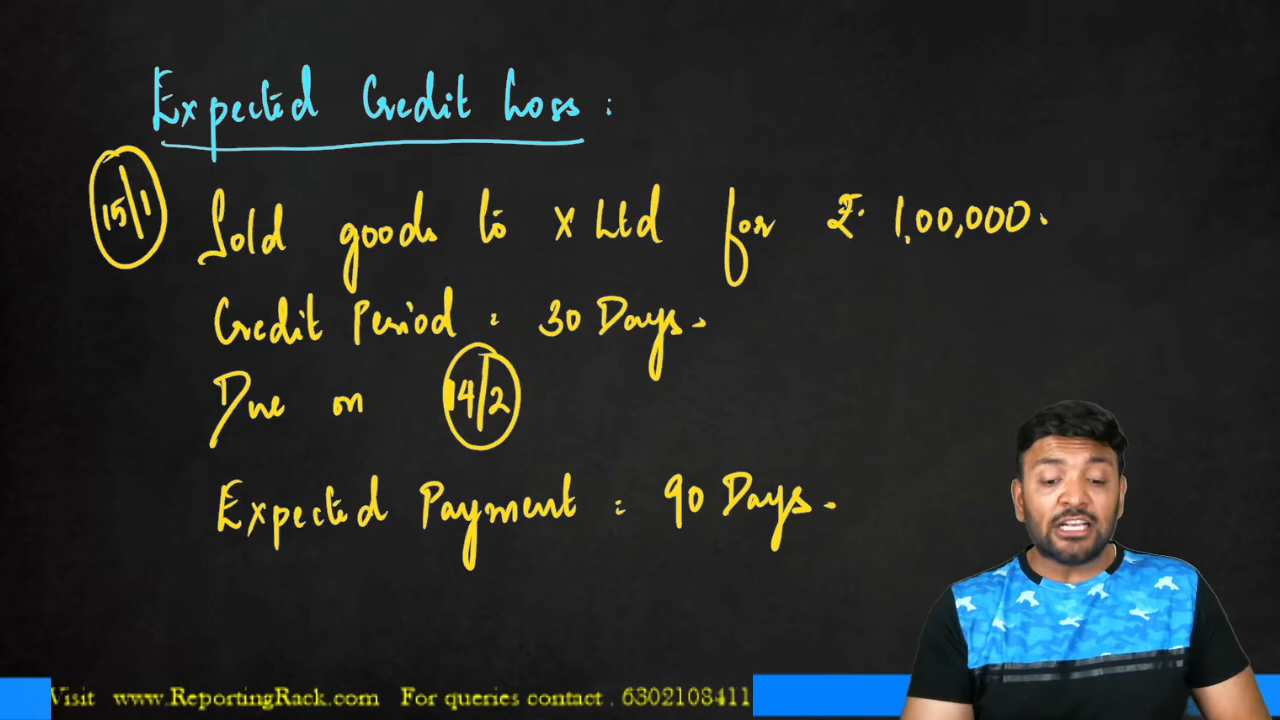 Expected Credit Loss :
15/1 Sold goods to X Ltd for ₹. 1,00,000.
Credit Period : 30 Days.
Due on 14/2
Expected Payment : 90 Days.
Visit www.ReportingRack.com For queries contact . 6302108411